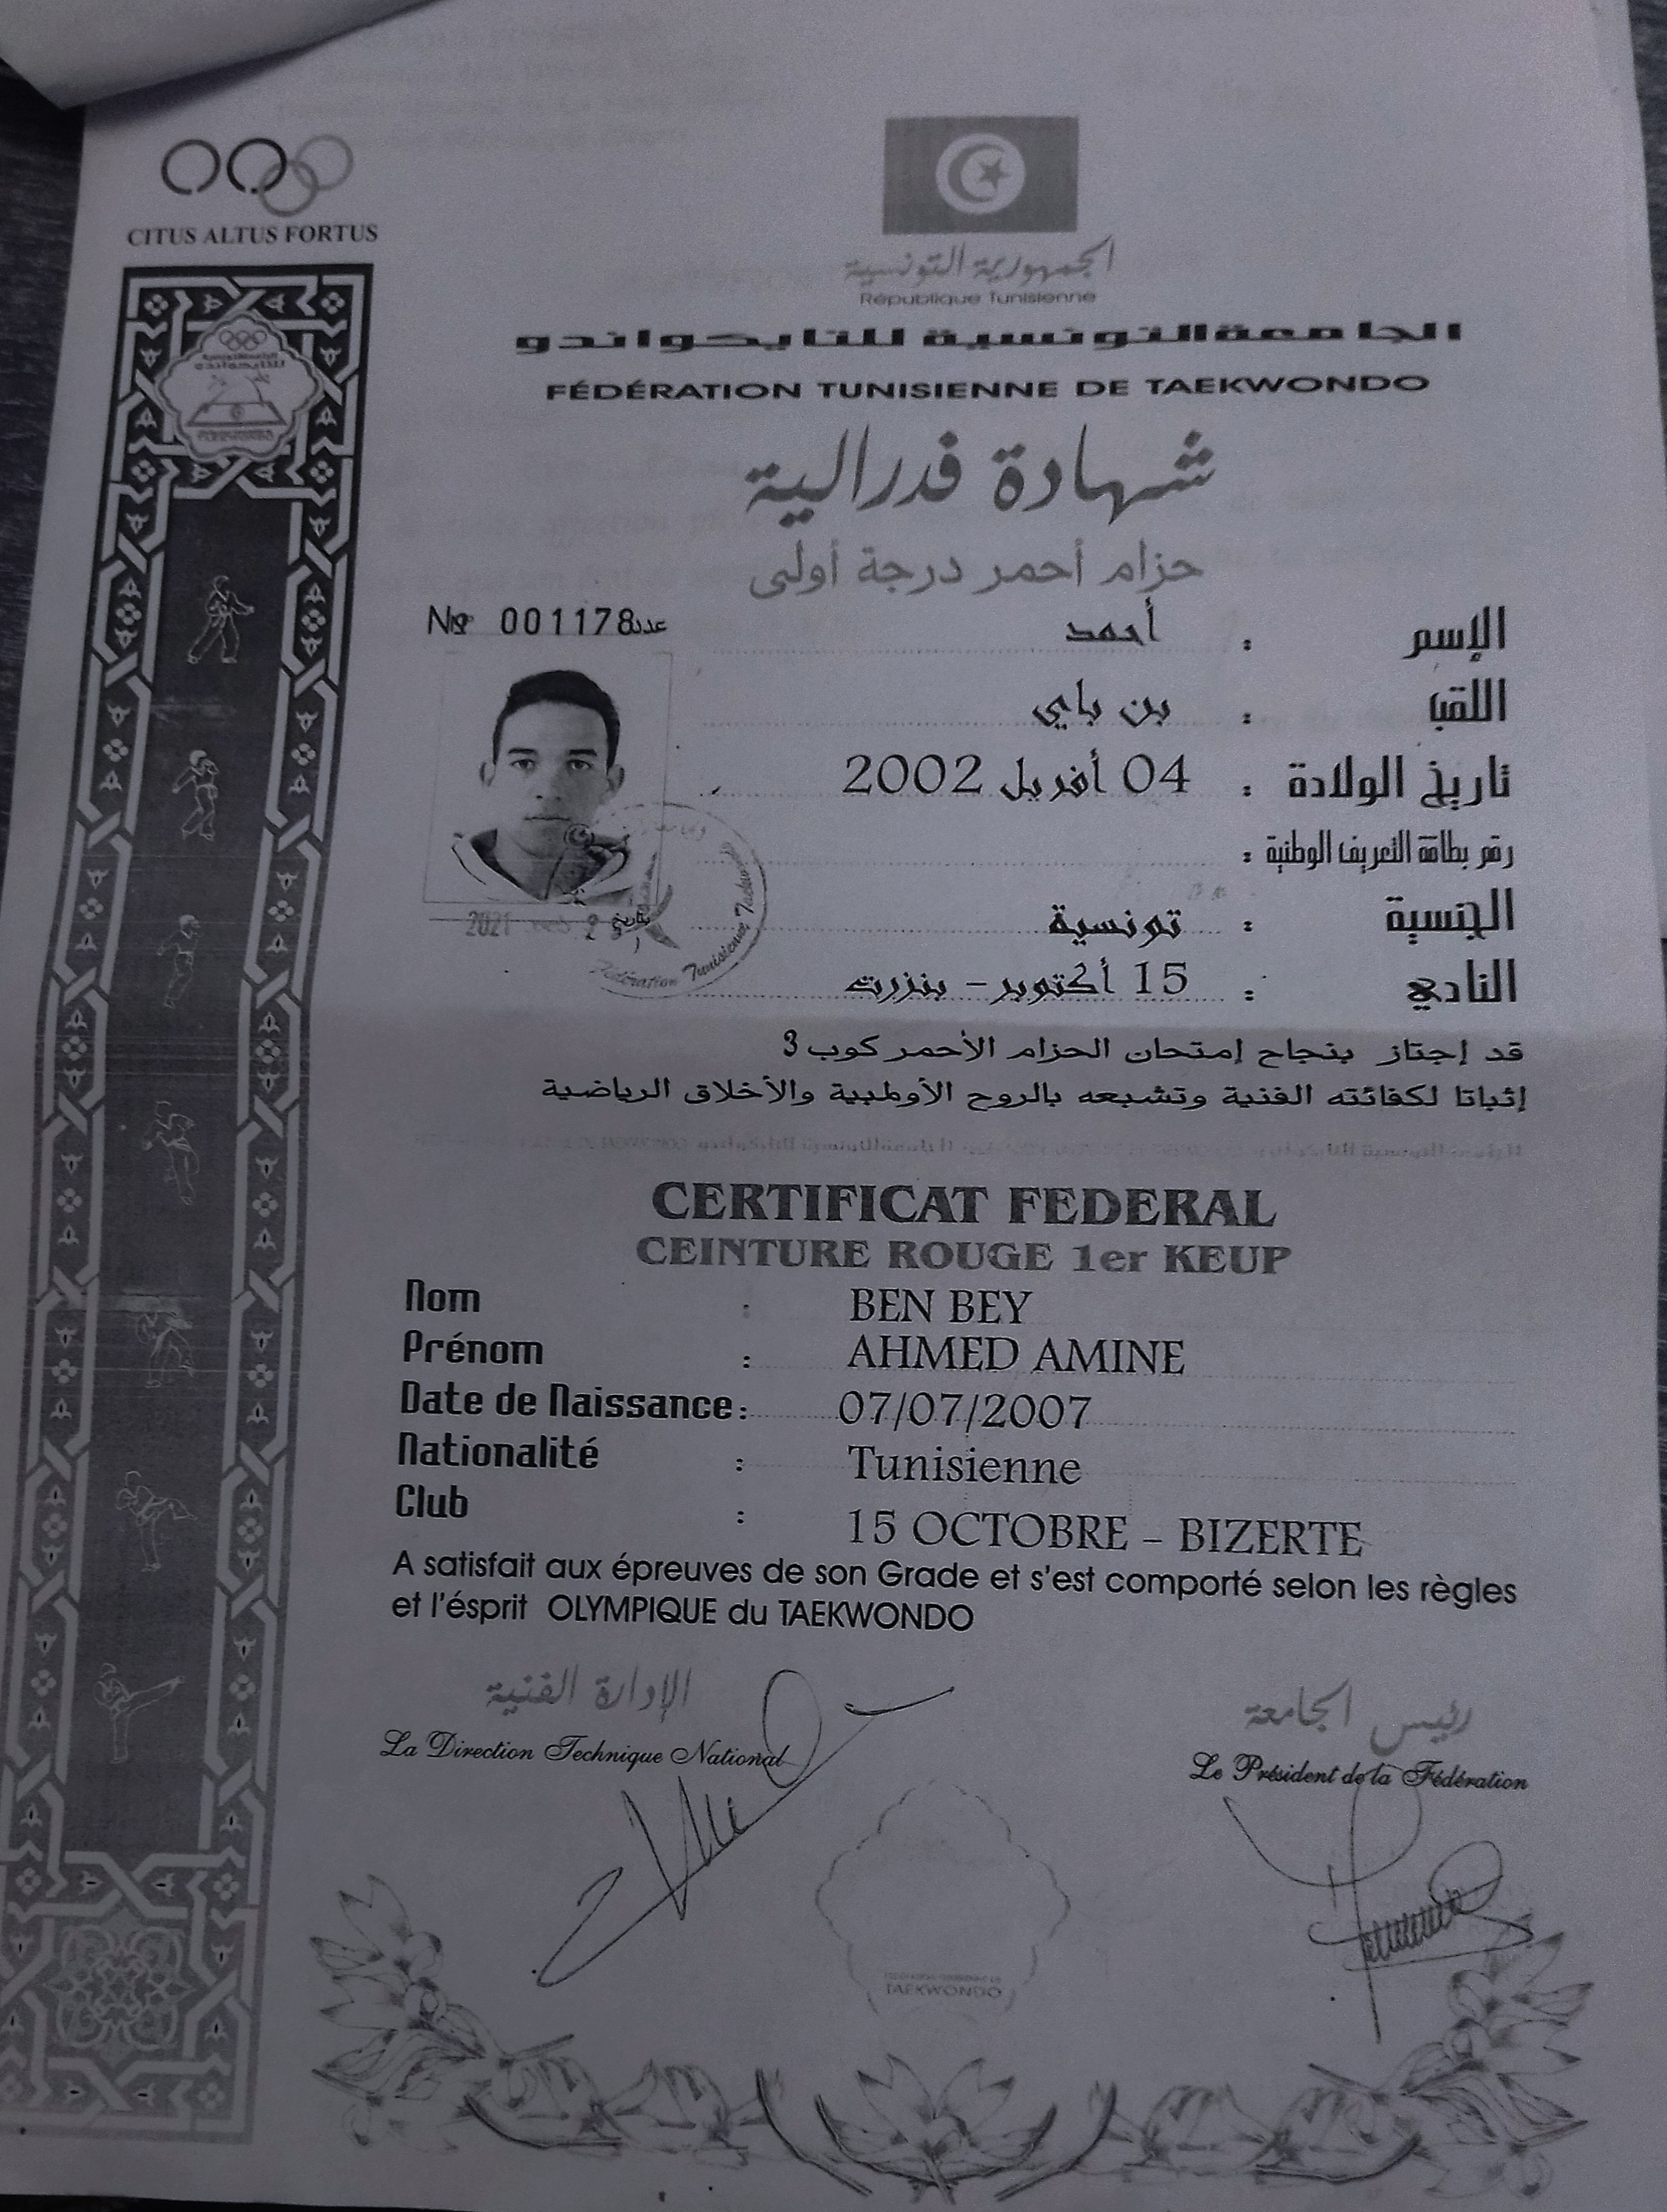 CITUS ALTUS FORTUS
الجمهورية التونسية
République Tunisienne
الجامعة التونسية للتايكواندو
FÉDÉRATION TUNISIENNE DE TAEKWONDO
شهادة فدرالية
حزام أحمر درجة أولى
Nº 001178 عدد
الإسم : أحمد
اللقب : بن باي
تاريخ الولادة : 04 أفريل 2002
رقم بطاقة التعريف الوطنية :
الجنسية : تونسية
النادي : 15 أكتوبر - بنزرت
2021
Fédération Tunisienne Taekwondo
قد إجتاز بنجاح إمتحان الحزام الأحمر كوب 3
إثباتا لكفائته الفنية وتشبعه بالروح الأولمبية والأخلاق الرياضية
CERTIFICAT FEDERAL
CEINTURE ROUGE 1er KEUP
Nom : BEN BEY
Prénom : AHMED AMINE
Date de Naissance : 07/07/2007
Nationalité : Tunisienne
Club : 15 OCTOBRE – BIZERTE
A satisfait aux épreuves de son Grade et s'est comporté selon les règles
et l'ésprit OLYMPIQUE du TAEKWONDO
الإدارة الفنية
La Direction Technique National
رئيس الجامعة
Le Président de la Fédération
TAEKWONDO